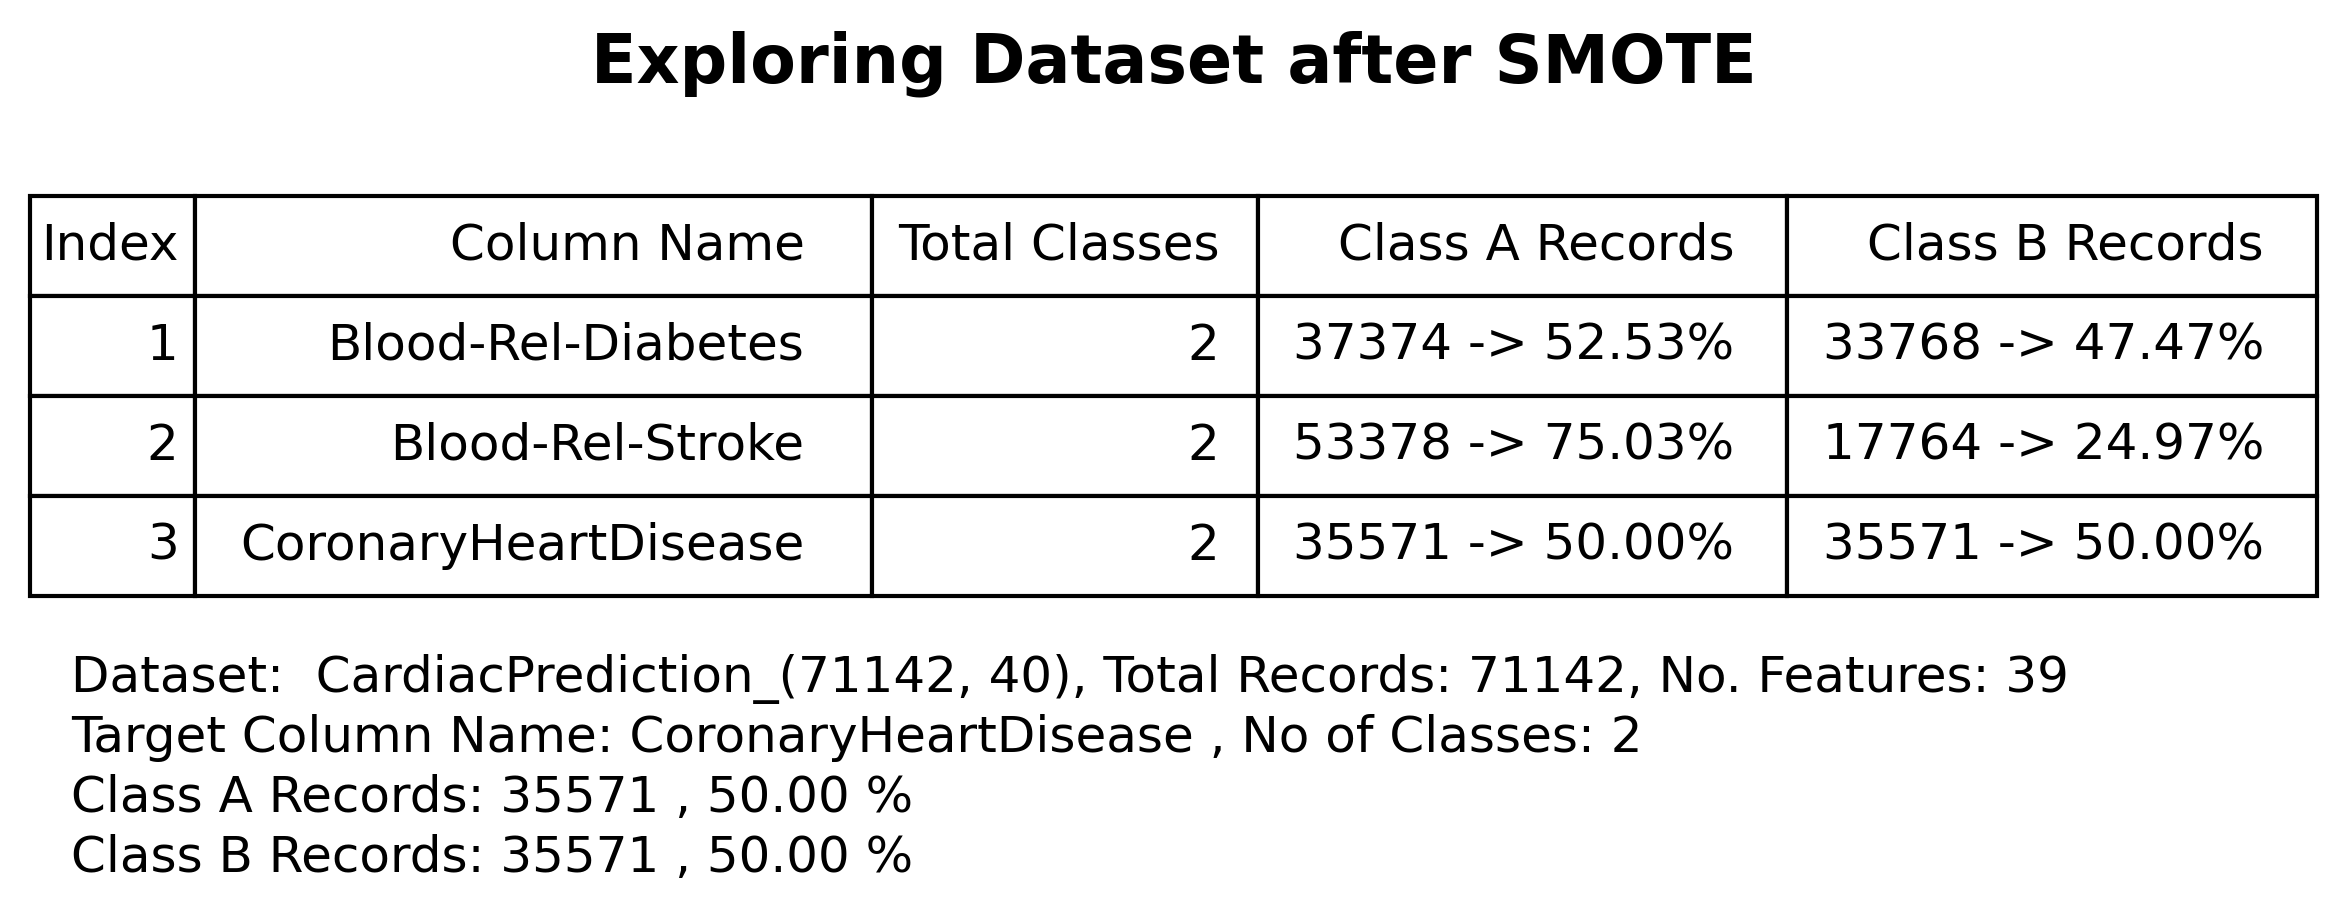 Exploring Dataset after SMOTE
Index Column Name Total Classes Class A Records Class B Records
1 Blood-Rel-Diabetes 2 37374 -> 52.53% 33768 -> 47.47%
2 Blood-Rel-Stroke 2 53378 -> 75.03% 17764 -> 24.97%
3 CoronaryHeartDisease 2 35571 -> 50.00% 35571 -> 50.00%
Dataset:  CardiacPrediction_(71142, 40), Total Records: 71142, No. Features: 39
Target Column Name: CoronaryHeartDisease , No of Classes: 2
Class A Records: 35571 , 50.00 %
Class B Records: 35571 , 50.00 %